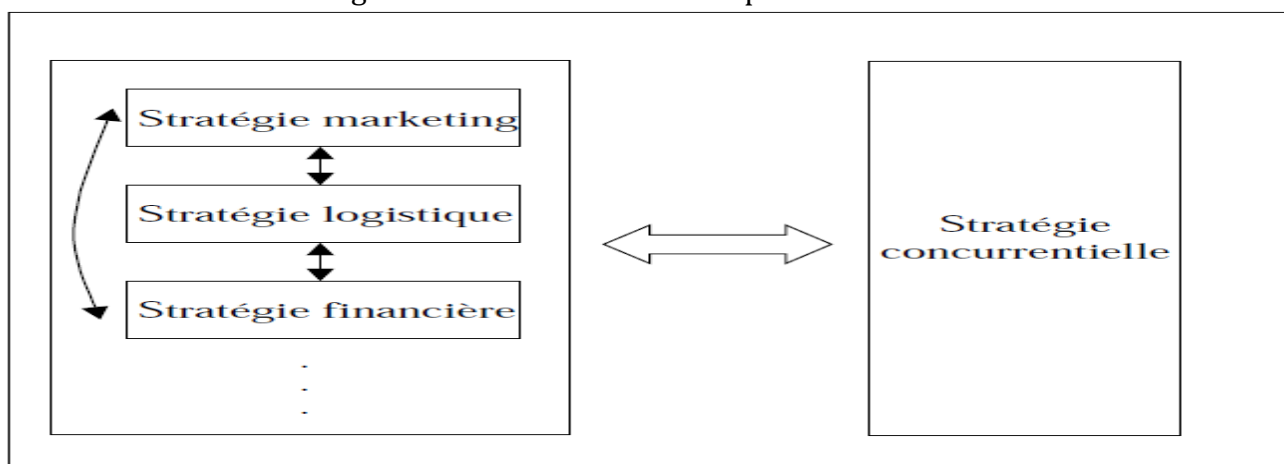 Stratégie marketing
Stratégie logistique
Stratégie financière
Stratégie
concurrentielle